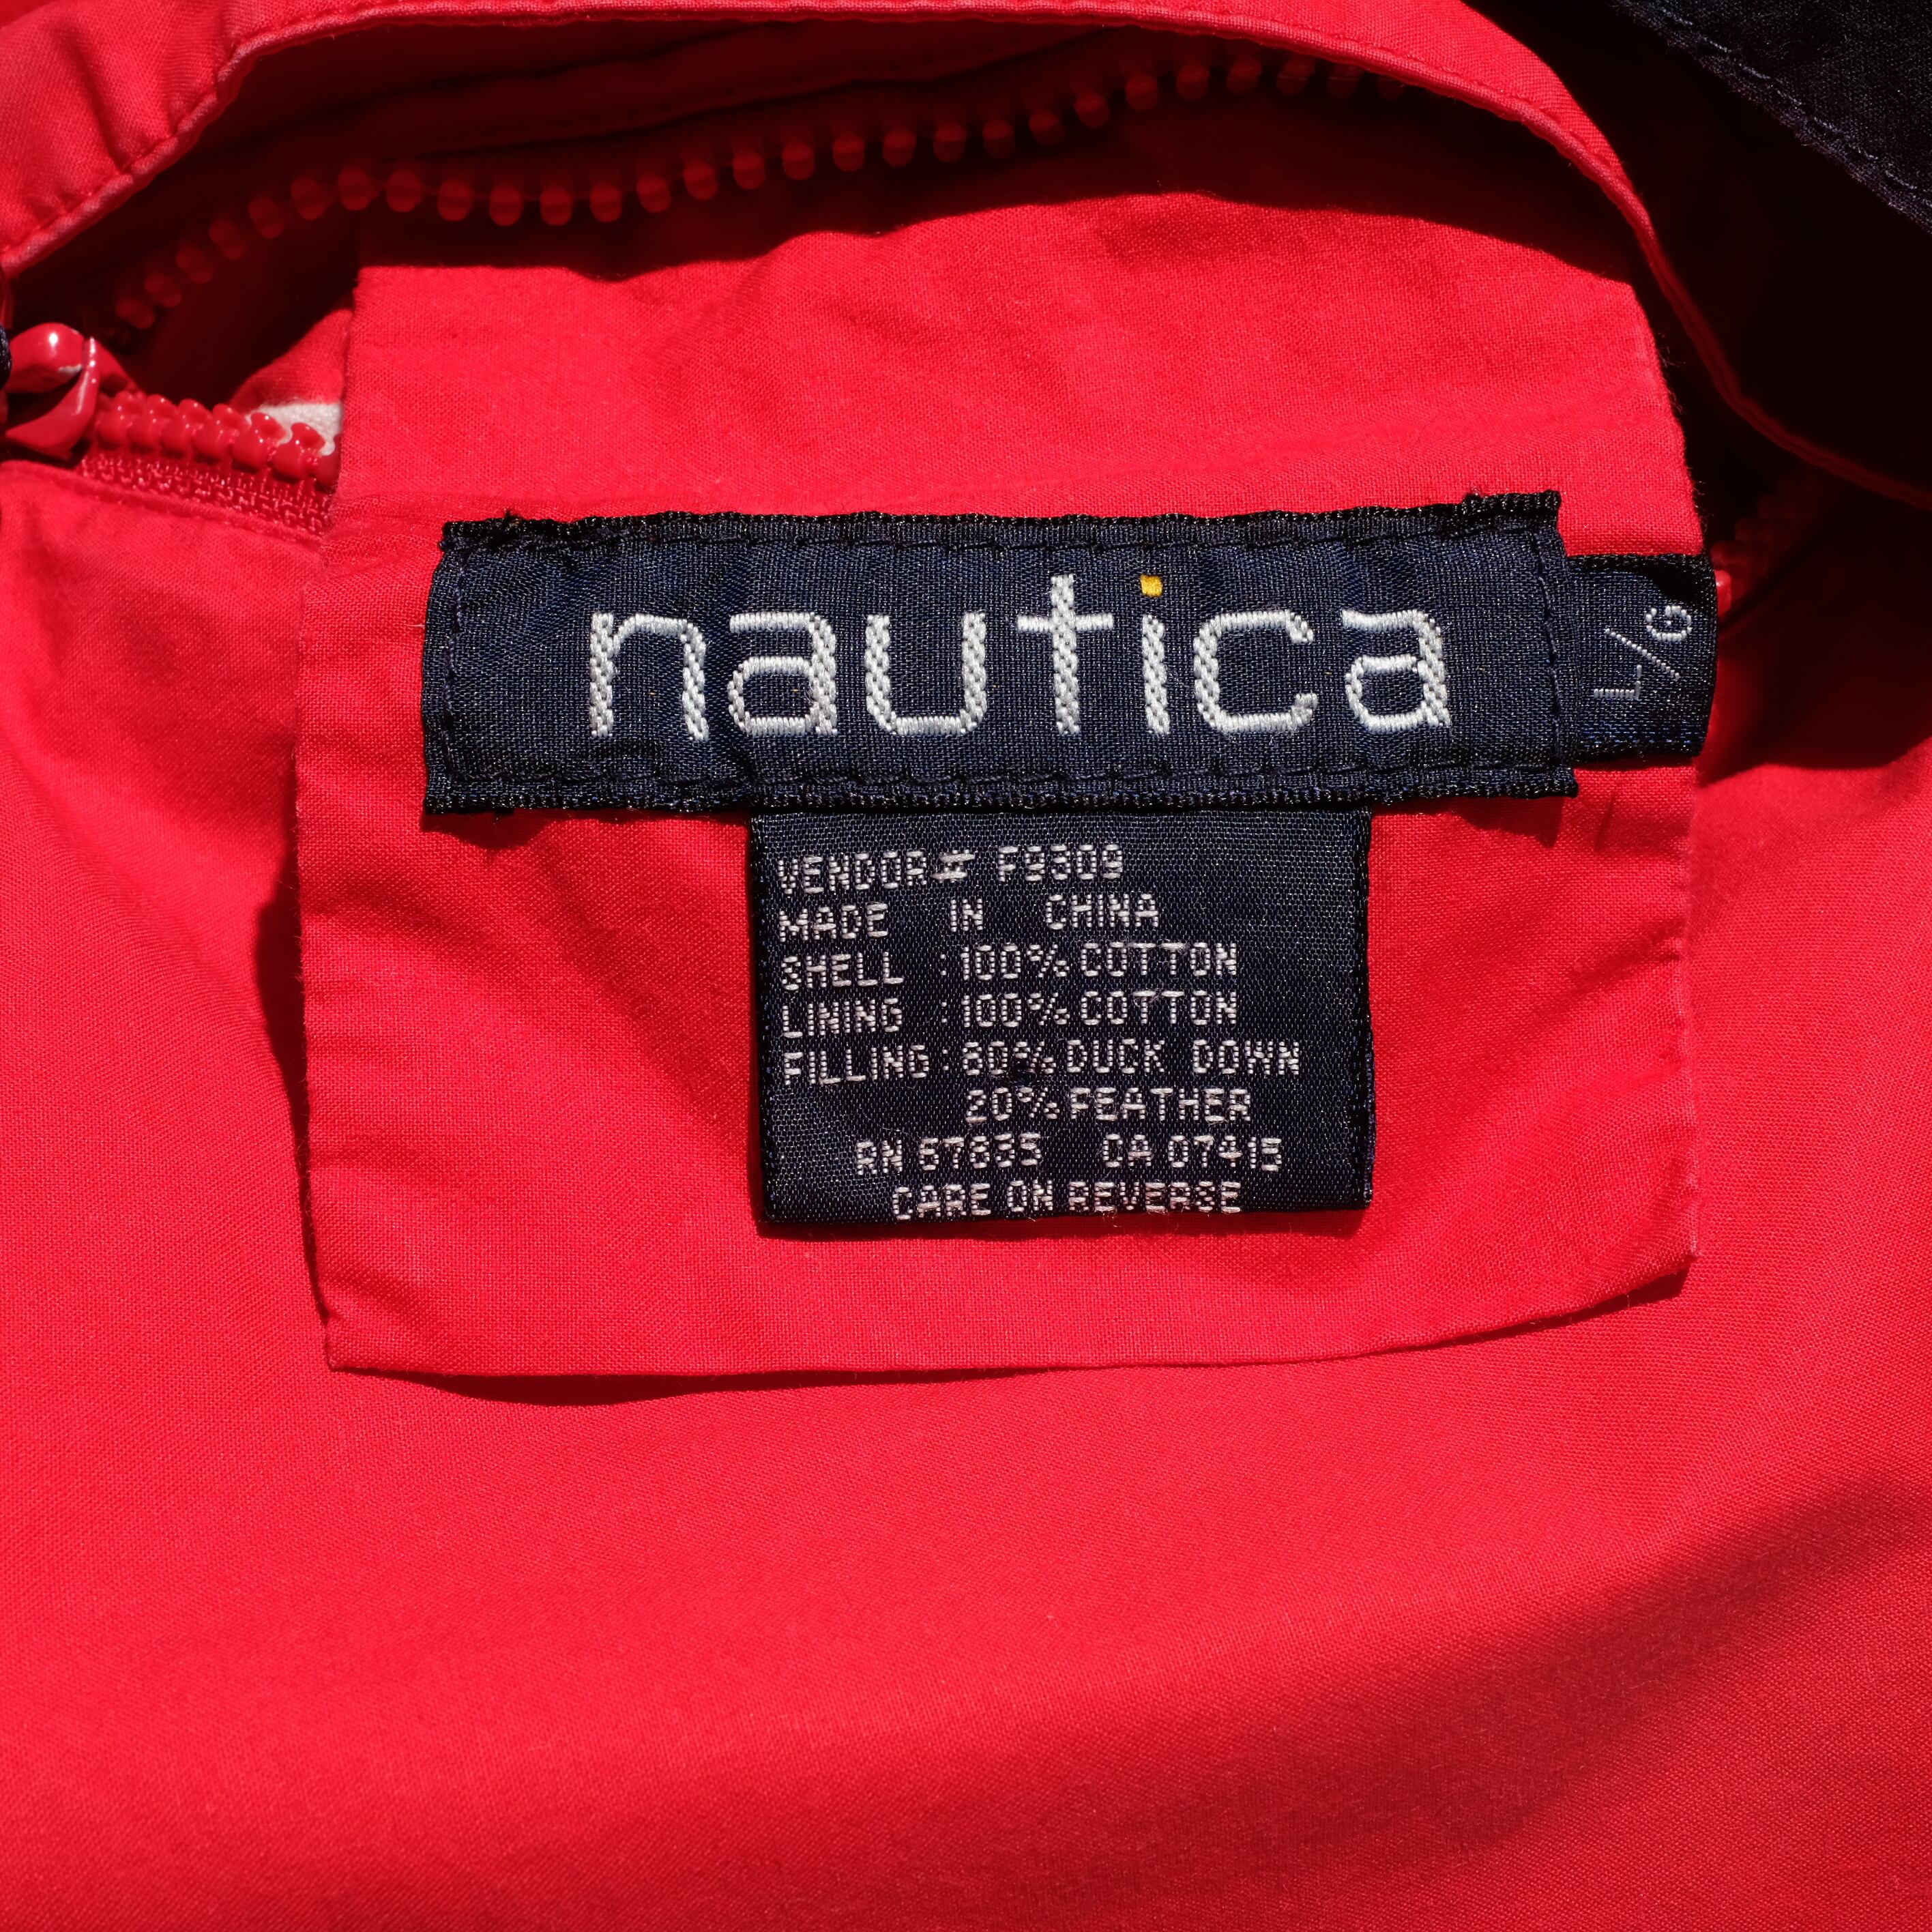 nautica
L/G
VENDOR# F9309
MADE IN CHINA
SHELL :100% COTTON
LINING :100% COTTON
FILLING: 80% DUCK DOWN
20% FEATHER
RN 67835 CA 07415
CARE ON REVERSE